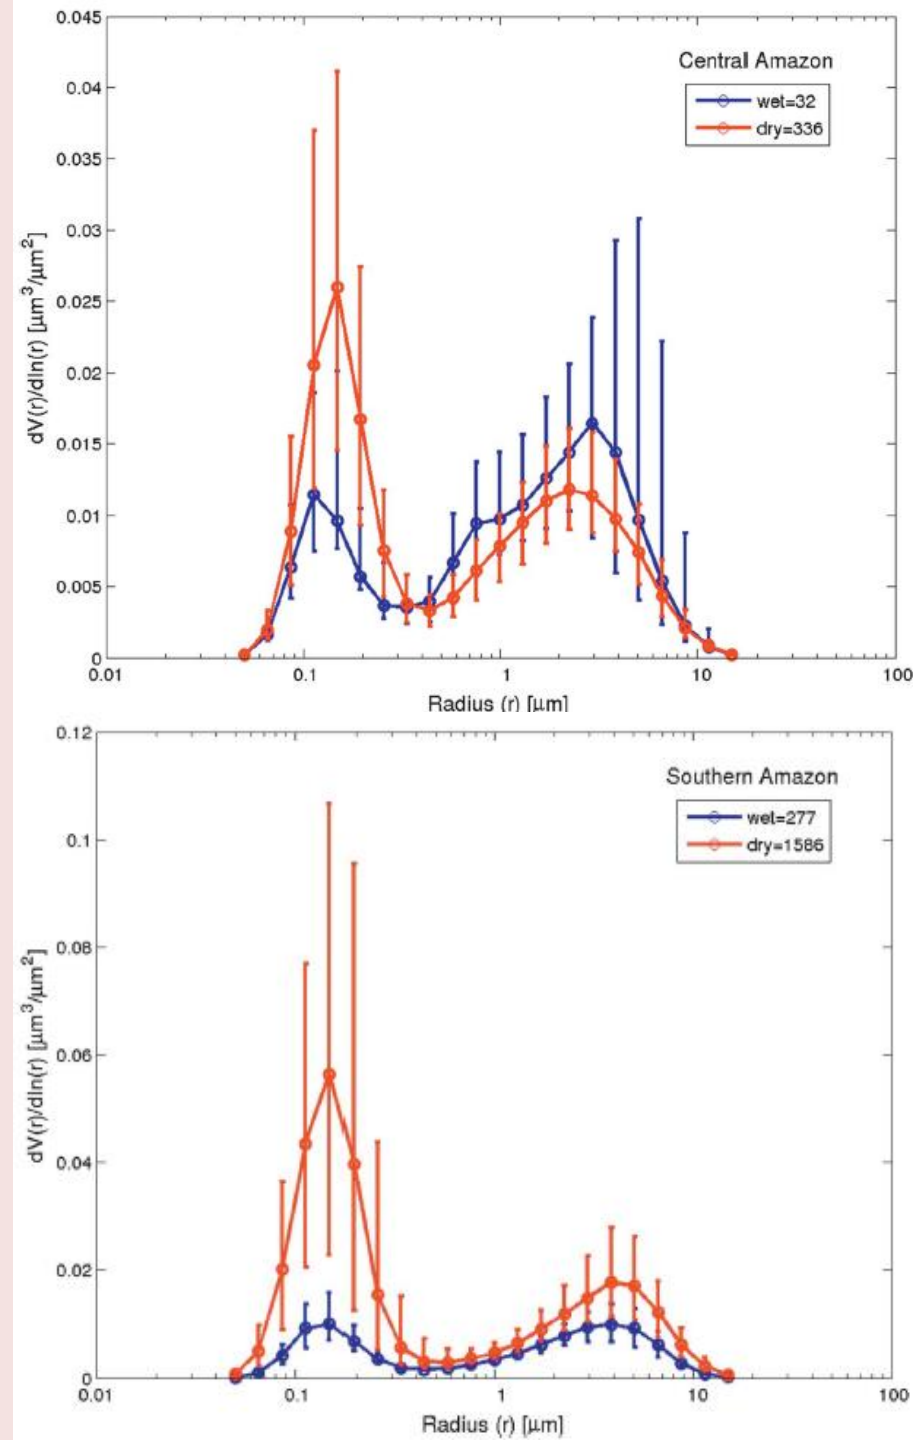 0.045
0.04
0.035
0.03
0.025
0.02
0.015
0.01
0.005
0
dV(r)/dln(r) [μm³/μm²]
Central Amazon
wet=32
dry=336
0.01 0.1 1 10 100
Radius (r) [μm]
0.12
0.1
0.08
0.06
0.04
0.02
0
dV(r)/dln(r) [μm³/μm²]
Southern Amazon
wet=277
dry=1586
0.01 0.1 1 10 100
Radius (r) [μm]